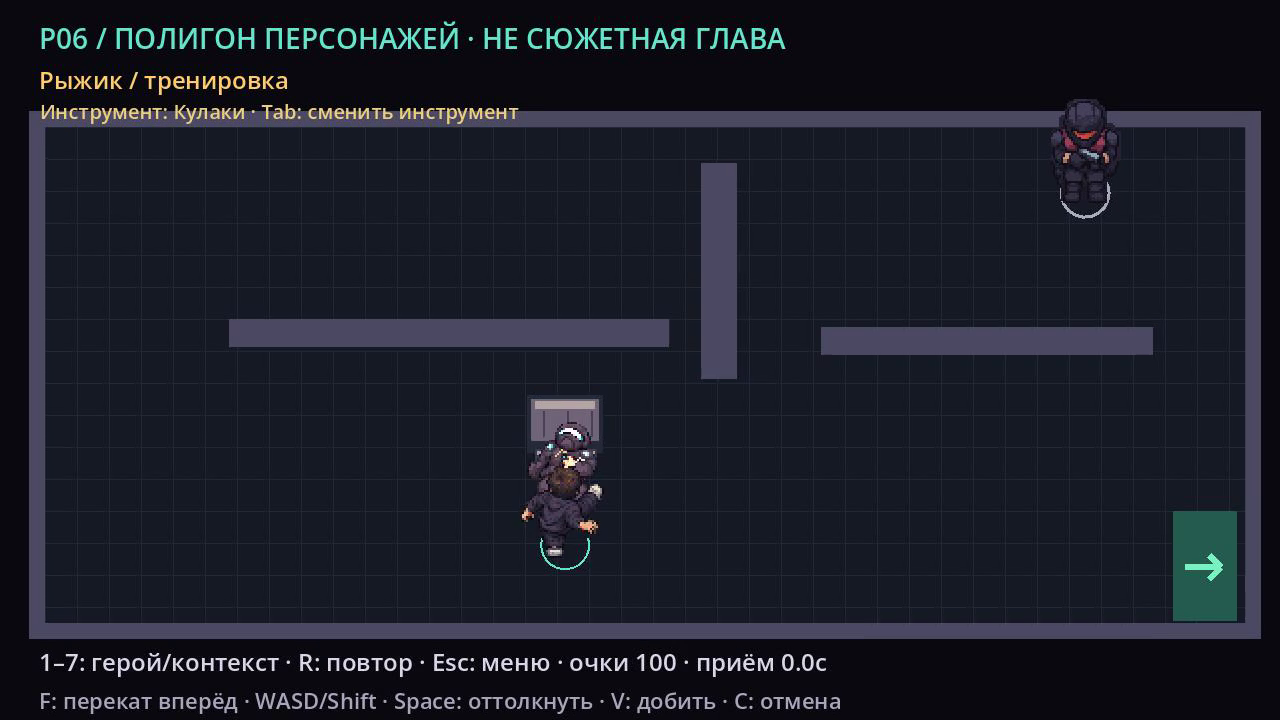 P06 / ПОЛИГОН ПЕРСОНАЖЕЙ · НЕ СЮЖЕТНАЯ ГЛАВА
Рыжик / тренировка
Инструмент: Кулаки · Tab: сменить инструмент
1–7: герой/контекст · R: повтор · Esc: меню · очки 100 · приём 0.0с
F: перекат вперёд · WASD/Shift · Space: оттолкнуть · V: добить · C: отмена